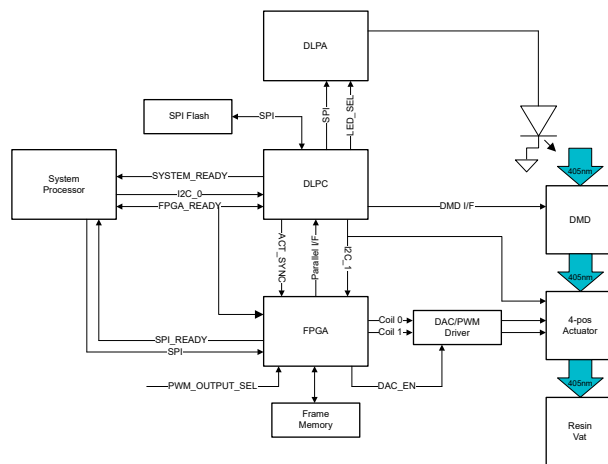 DLPA
SPI Flash
SPI
SPI
LED_SEL
System
Processor
SYSTEM_READY
I2C_0
FPGA_READY
DLPC
DMD I/F
405nm
DMD
405nm
ACT_SYNC
Parallel I/F
I2C_1
FPGA
SPI_READY
SPI
Coil 0
Coil 1
DAC/PWM
Driver
4-pos
Actuator
PWM_OUTPUT_SEL
DAC_EN
405nm
Frame
Memory
Resin
Vat